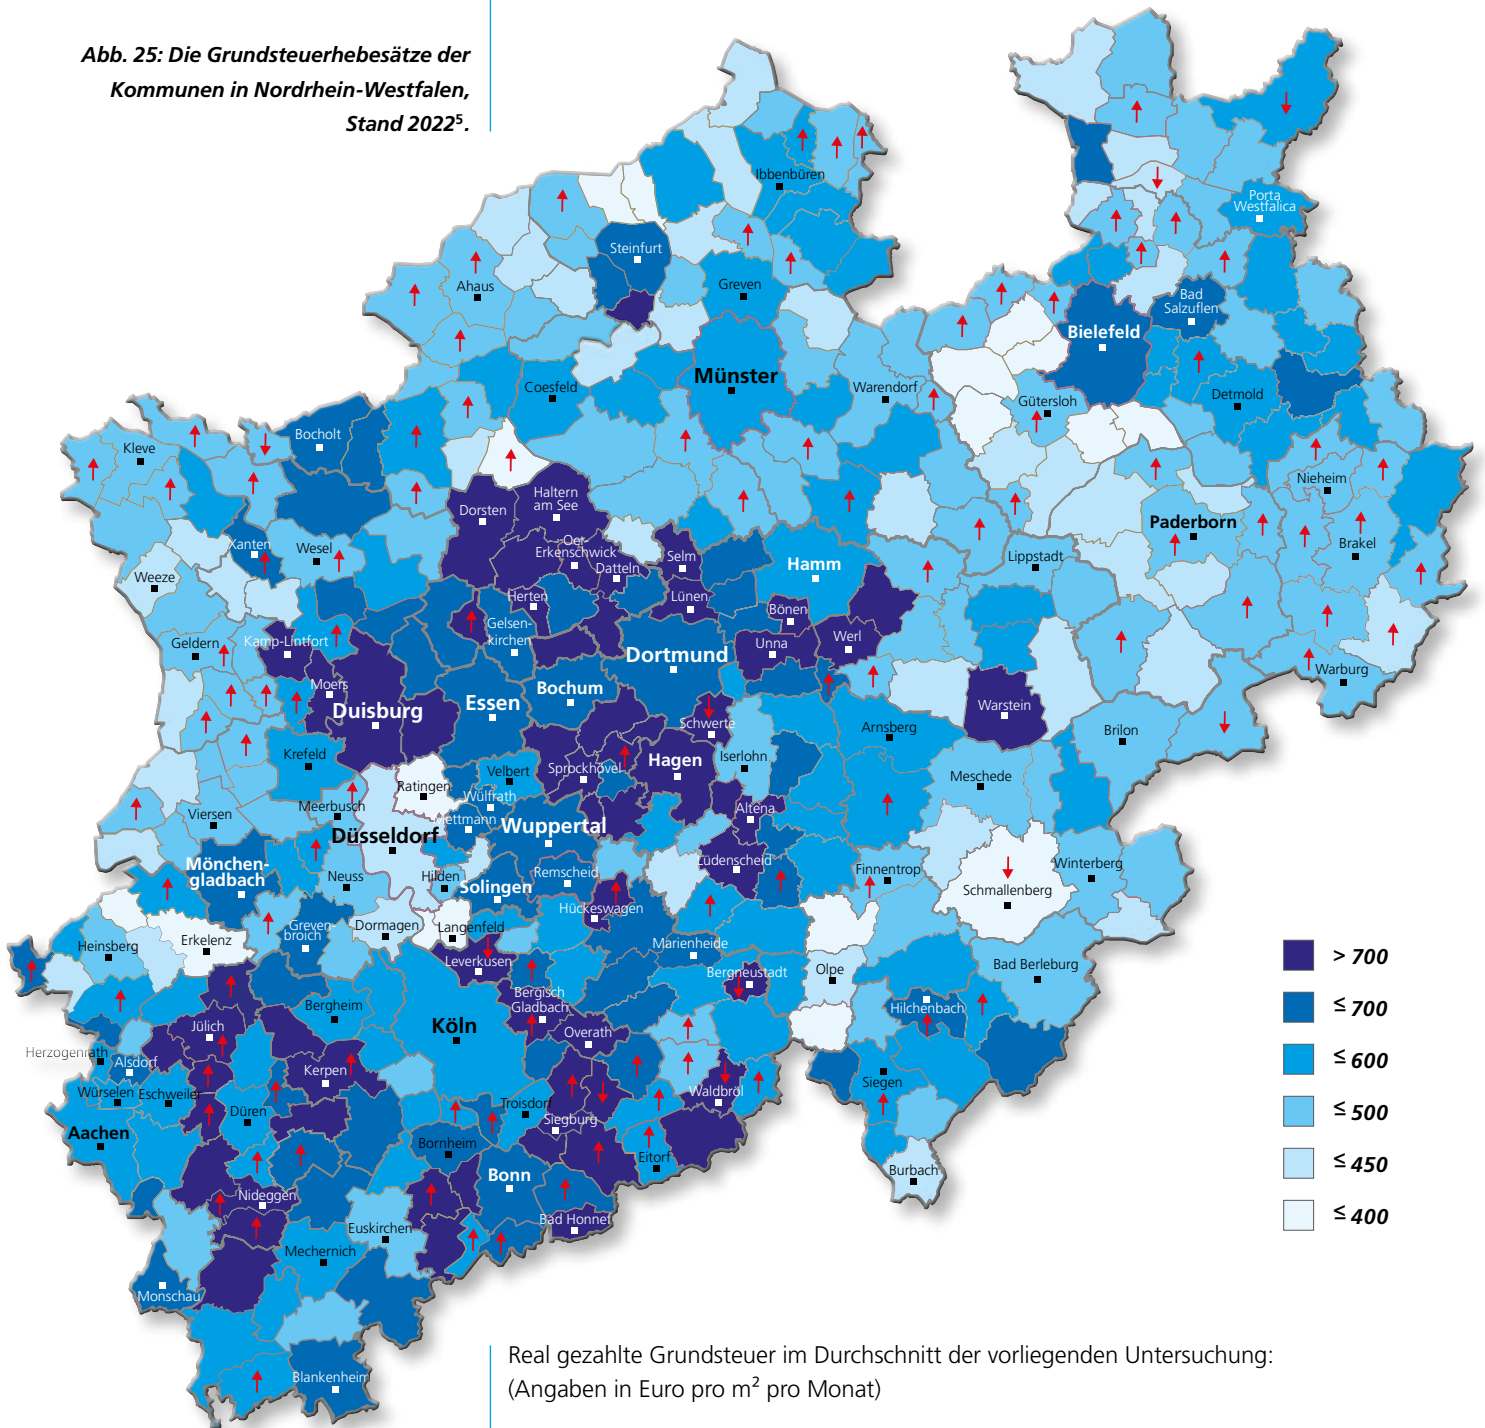 Abb. 25: Die Grundsteuerhebesätze der
Kommunen in Nordrhein-Westfalen,
Stand 2022⁵.
Ibbenbüren
Porta
Westfalica
Steinfurt
Ahaus
Greven
Bad
Salzuflen
Bielefeld
Münster
Coesfeld
Warendorf
Gütersloh
Detmold
Bocholt
Kleve
Nieheim
Haltern
am See
Dorsten
Paderborn
Brakel
Xanten
Wesel
Oer-
Erkenschwick
Datteln
Selm
Hamm
Lippstadt
Weeze
Herten
Lünen
Bönen
Gelsen-
kirchen
Geldern
Kamp-Lintfort
Unna
Werl
Dortmund
Warburg
Moers
Duisburg
Essen
Bochum
Schwerte
Warstein
Arnsberg
Brilon
Krefeld
Velbert
Sprockhövel
Hagen
Iserlohn
Meschede
Ratingen
Wülfrath
Meerbusch
Viersen
Mettmann
Altena
Düsseldorf
Wuppertal
Mönchen-
gladbach
Neuss
Hilden
Solingen
Remscheid
Lüdenscheid
Finnentrop
Winterberg
Schmallenberg
Hückeswagen
Heinsberg
Erkelenz
Greven-
broich
Dormagen
Langenfeld
Leverkusen
Marienheide
Bergneustadt
Olpe
Bad Berleburg
Bergheim
Bergisch
Gladbach
Hilchenbach
Jülich
Köln
Overath
Herzogenrath
Alsdorf
Kerpen
Siegen
Würselen
Eschweiler
Düren
Troisdorf
Waldbröl
Siegburg
Aachen
Bornheim
Eitorf
Burbach
Bonn
Nideggen
Bad Honnef
Euskirchen
Mechernich
Monschau
Blankenheim
> 700
≤ 700
≤ 600
≤ 500
≤ 450
≤ 400
Real gezahlte Grundsteuer im Durchschnitt der vorliegenden Untersuchung:
(Angaben in Euro pro m² pro Monat)